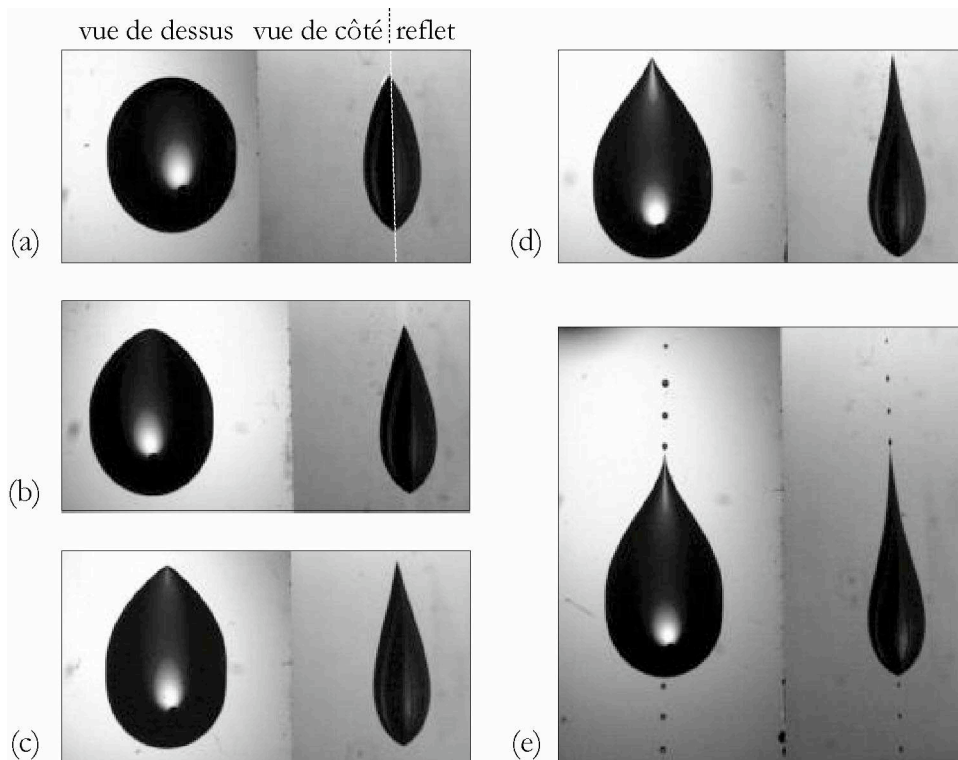 vue de dessus vue de côté reflet
(a)
(b)
(c)
(d)
(e)